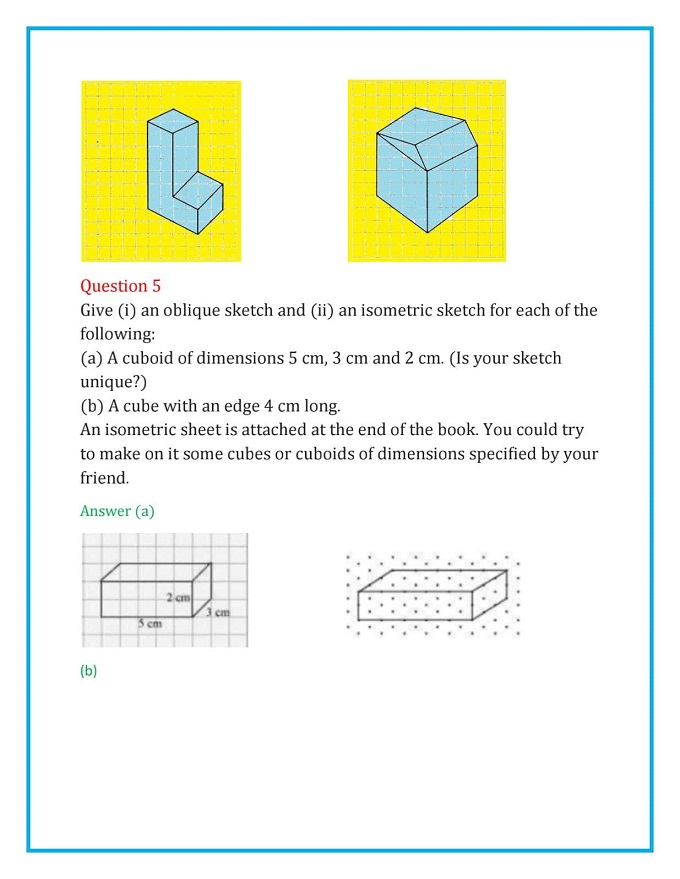 Question 5
Give (i) an oblique sketch and (ii) an isometric sketch for each of the
following:
(a) A cuboid of dimensions 5 cm, 3 cm and 2 cm. (Is your sketch
unique?)
(b) A cube with an edge 4 cm long.
An isometric sheet is attached at the end of the book. You could try
to make on it some cubes or cuboids of dimensions specified by your
friend.
Answer (a)
2 cm
3 cm
5 cm
(b)